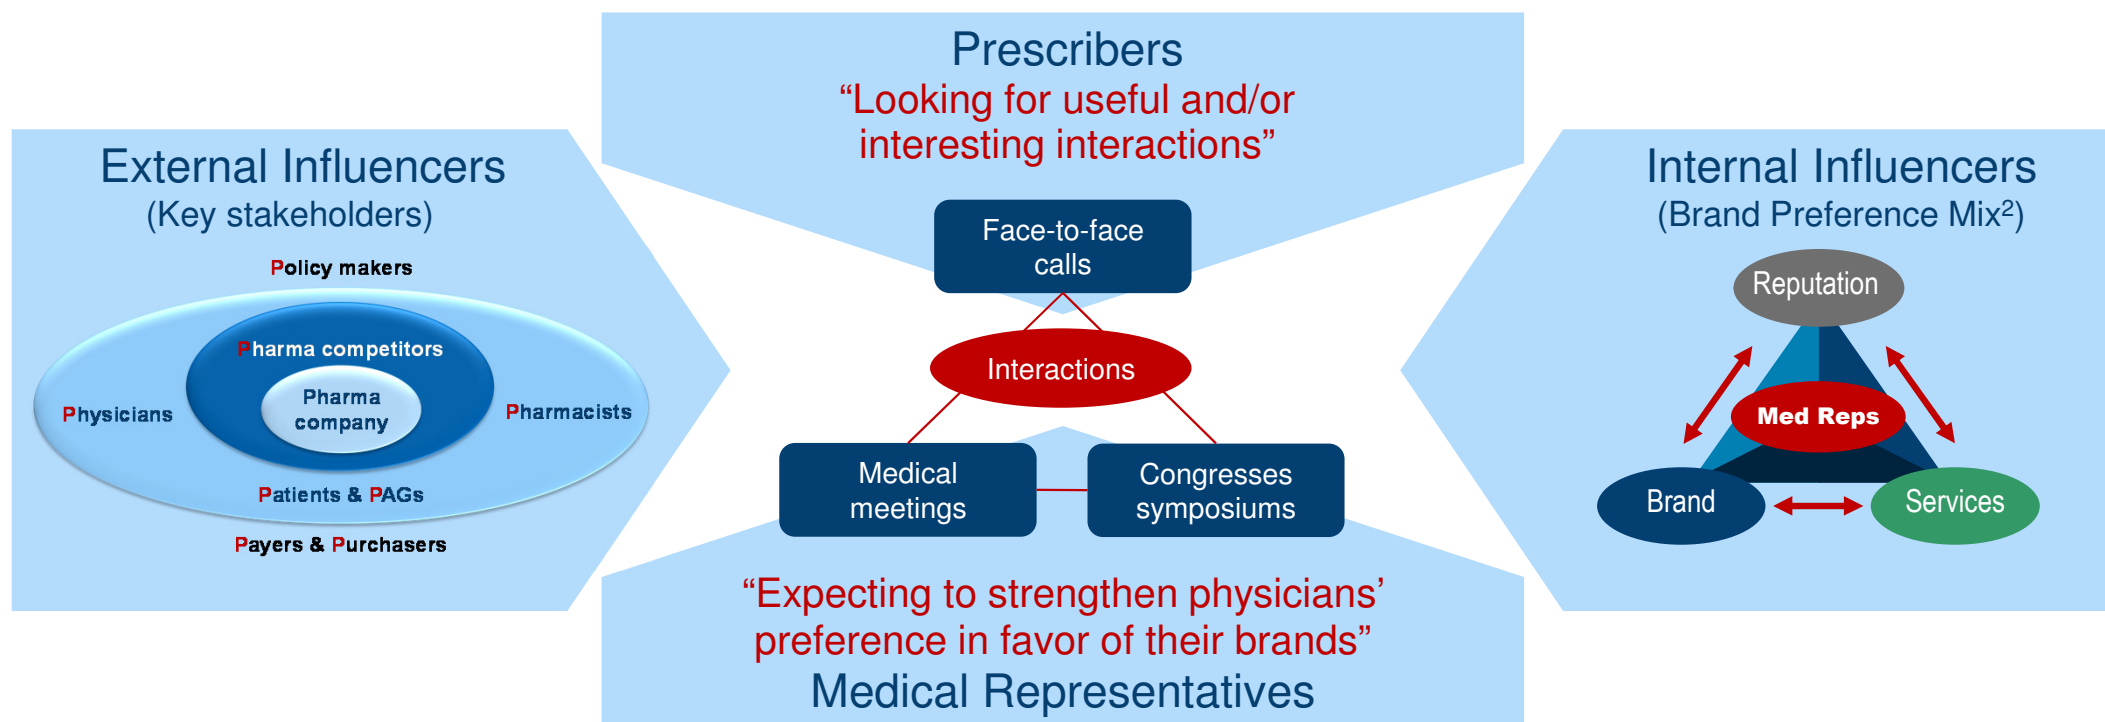 Prescribers
“Looking for useful and/or
interesting interactions”
External Influencers
(Key stakeholders)
Policy makers
Pharma competitors
Pharma
company
Physicians
Pharmacists
Patients & PAGs
Payers & Purchasers
Face-to-face
calls
Interactions
Medical
meetings
Congresses
symposiums
“Expecting to strengthen physicians’
preference in favor of their brands”
Medical Representatives
Internal Influencers
(Brand Preference Mix²)
Reputation
Med Reps
Brand
Services